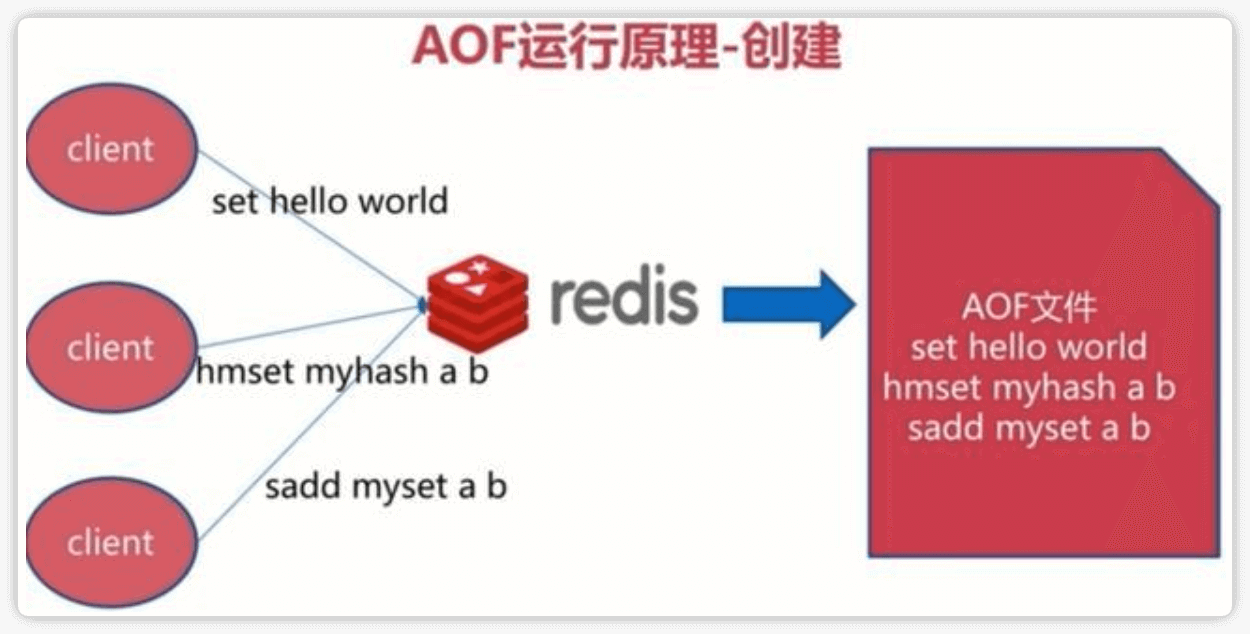 AOF运行原理-创建
client
set hello world
client
hmset myhash a b
client
sadd myset a b
redis
AOF文件
set hello world
hmset myhash a b
sadd myset a b